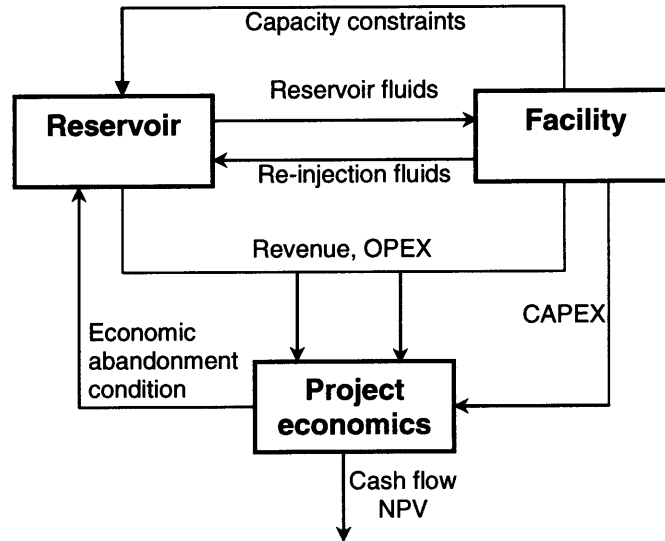 Capacity constraints
Reservoir fluids
Reservoir
Facility
Re-injection fluids
Revenue, OPEX
CAPEX
Economic
abandonment
condition
Project
economics
Cash flow
NPV